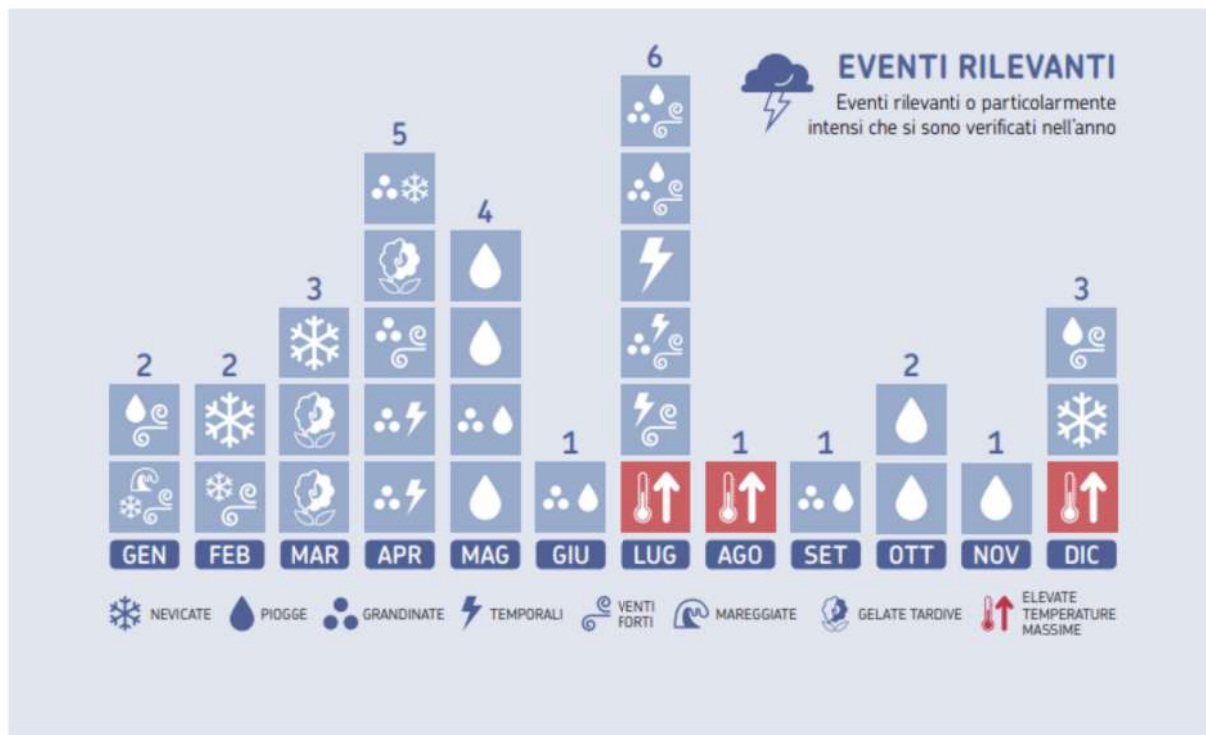 EVENTI RILEVANTI
Eventi rilevanti o particolarmente
intensi che si sono verificati nell'anno
2
2
3
5
4
1
6
1
1
2
1
3
GEN
FEB
MAR
APR
MAG
GIU
LUG
AGO
SET
OTT
NOV
DIC
NEVICATE
PIOGGE
GRANDINATE
TEMPORALI
VENTI
FORTI
MAREGGIATE
GELATE TARDIVE
ELEVATE
TEMPERATURE
MASSIME